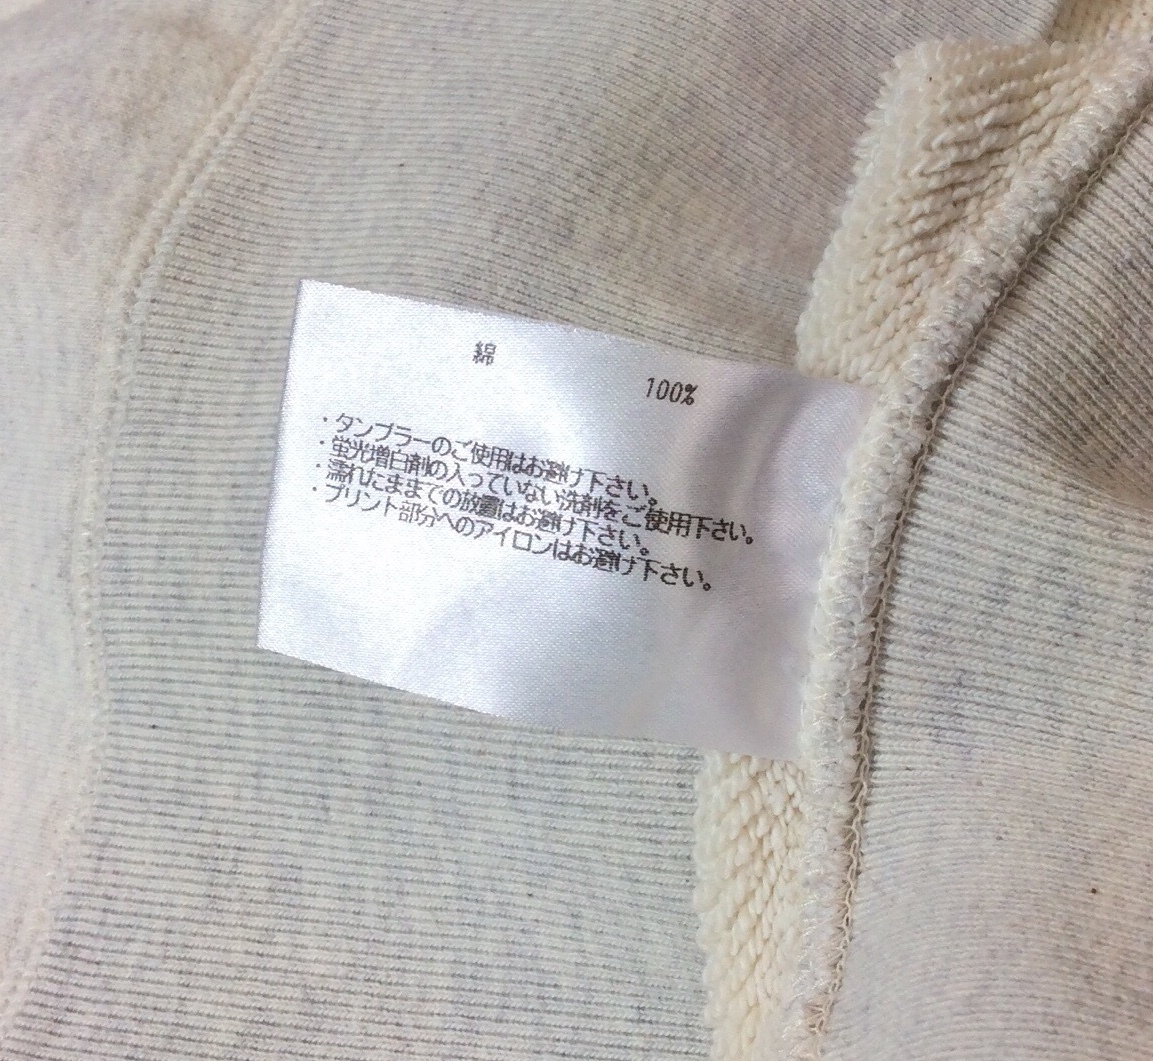 綿 100%
・タンブラーのご使用はお避け下さい。
・蛍光増白剤の入っていない洗剤をご使用下さい。
・濡れたままでの放置はお避け下さい。
・プリント部分へのアイロンはお避け下さい。